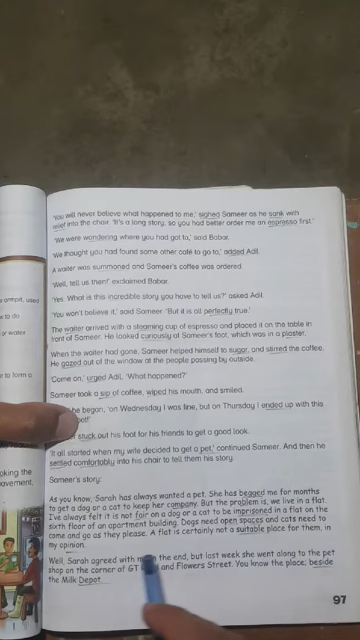 'You will never believe what happened to me,' sighed Sameer as he sank with
relief into the chair. 'It's a long story, so you had better order me an espresso first.'
'We were wondering where you had got to,' said Babar.
'We thought you had found some other café to go to,' added Adil.
A waiter was summoned and Sameer's coffee was ordered.
'Well, tell us then!' exclaimed Babar.
'Yes. What is this incredible story you have to tell us?' asked Adil.
'You won't believe it,' said Sameer. 'But it is all perfectly true.'
The waiter arrived with a steaming cup of espresso and placed it on the table in
front of Sameer. He looked curiously at Sameer's foot, which was in a plaster.
When the waiter had gone, Sameer helped himself to sugar, and stirred the coffee.
He gazed out of the window at the people passing by outside.
'Come on,' urged Adil, 'What happened?'
Sameer took a sip of coffee, wiped his mouth, and smiled.
he began, 'on Wednesday I was fine, but on Thursday I ended up with this
stuck out his foot for his friends to get a good look.
'It all started when my wife decided to get a pet,' continued Sameer. And then he
settled comfortably into his chair to tell them his story.
Sameer's story:
As you know, Sarah has always wanted a pet. She has begged me for months
to get a dog or a cat to keep her company. But the problem is, we live in a flat.
I've always felt it is not fair on a dog or a cat to be imprisoned in a flat on the
sixth floor of an apartment building. Dogs need open spaces and cats need to
come and go as they please. A flat is certainly not a suitable place for them, in
my opinion.
Well, Sarah agreed with me in the end, but last week she went along to the pet
shop on the corner of GT and Flowers Street. You know the place; beside
the Milk Depot.
97
armpit, used
to do
or waiter
to form a
oking the
avement,